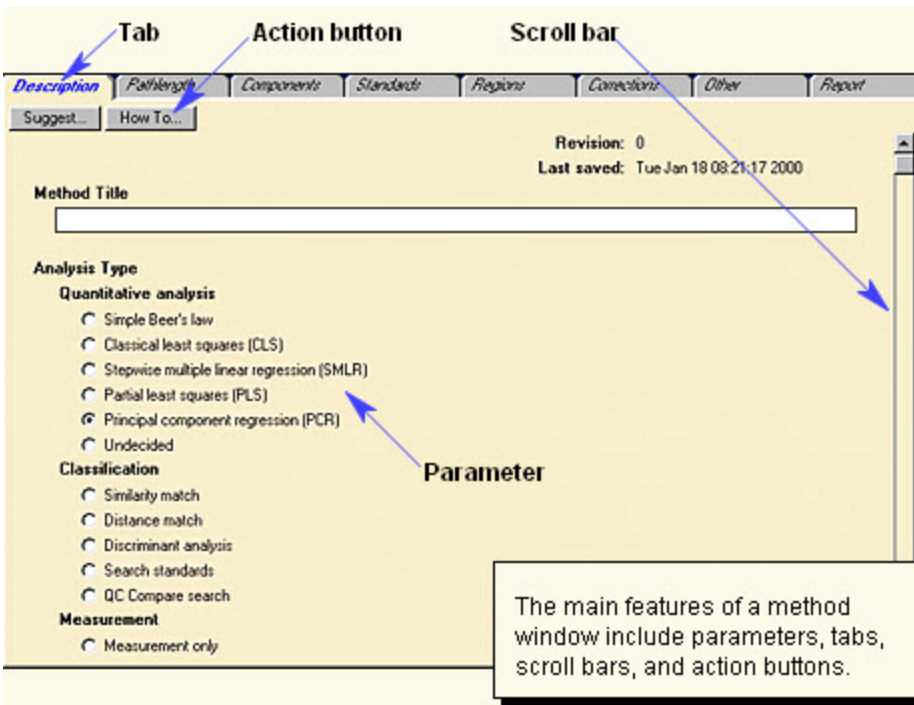 Tab Action button Scroll bar
Description Pathlength Components Standards Regions Corrections Other Report
Suggest... How To...
Revision: 0
Last saved: Tue Jan 18 08:21:17 2000
Method Title
Analysis Type
Quantitative analysis
Simple Beer's law
Classical least squares (CLS)
Stepwise multiple linear regression (SMLR)
Partial least squares (PLS)
Principal component regression (PCR)
Undecided
Parameter
Classification
Similarity match
Distance match
Discriminant analysis
Search standards
QC Compare search
Measurement
Measurement only
The main features of a method
window include parameters, tabs,
scroll bars, and action buttons.